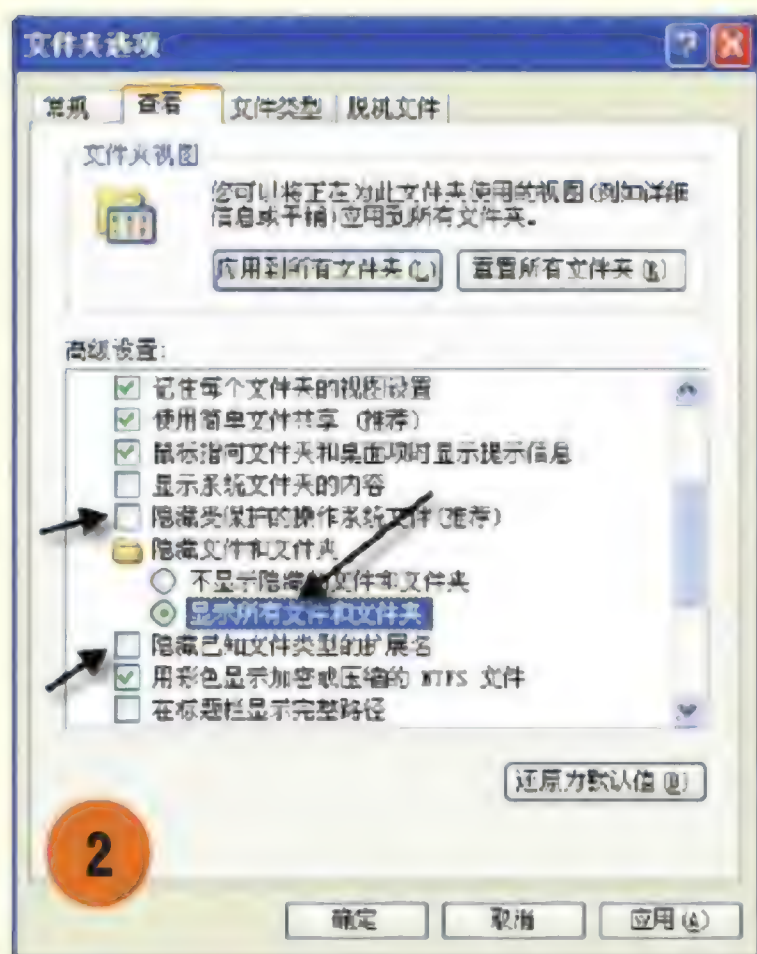 文件夹选项
常规 查看 文件类型 脱机文件
文件夹视图
您可以将正在为此文件夹使用的视图(例如详细
信息或平铺)应用到所有文件夹。
应用到所有文件夹(L) 重置所有文件夹(R)
高级设置:
记住每个文件夹的视图设置
使用简单文件共享(推荐)
鼠标指向文件夹和桌面项时显示提示信息
显示系统文件夹的内容
隐藏受保护的操作系统文件(推荐)
隐藏文件和文件夹
不显示隐藏的文件和文件夹
显示所有文件和文件夹
隐藏已知文件类型的扩展名
用彩色显示加密或压缩的 NTFS 文件
在标题栏显示完整路径
还原为默认值(D)
2
确定 取消 应用(A)